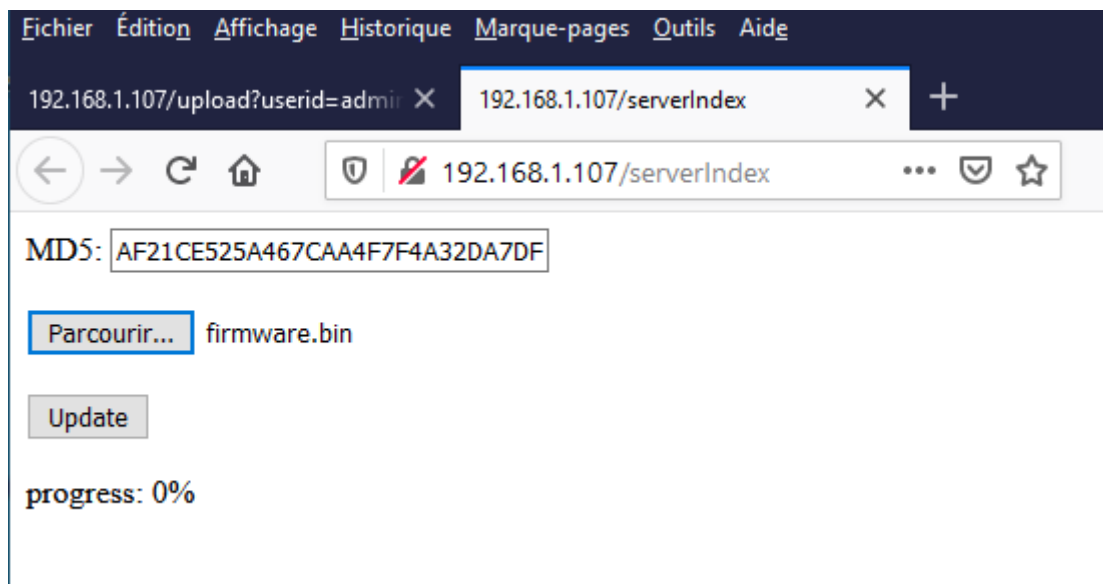 Fichier Édition Affichage Historique Marque-pages Outils Aide
192.168.1.107/upload?userid=admin 192.168.1.107/serverIndex
192.168.1.107/serverIndex
MD5: AF21CE525A467CAA4F7F4A32DA7DF
Parcourir... firmware.bin
Update
progress: 0%